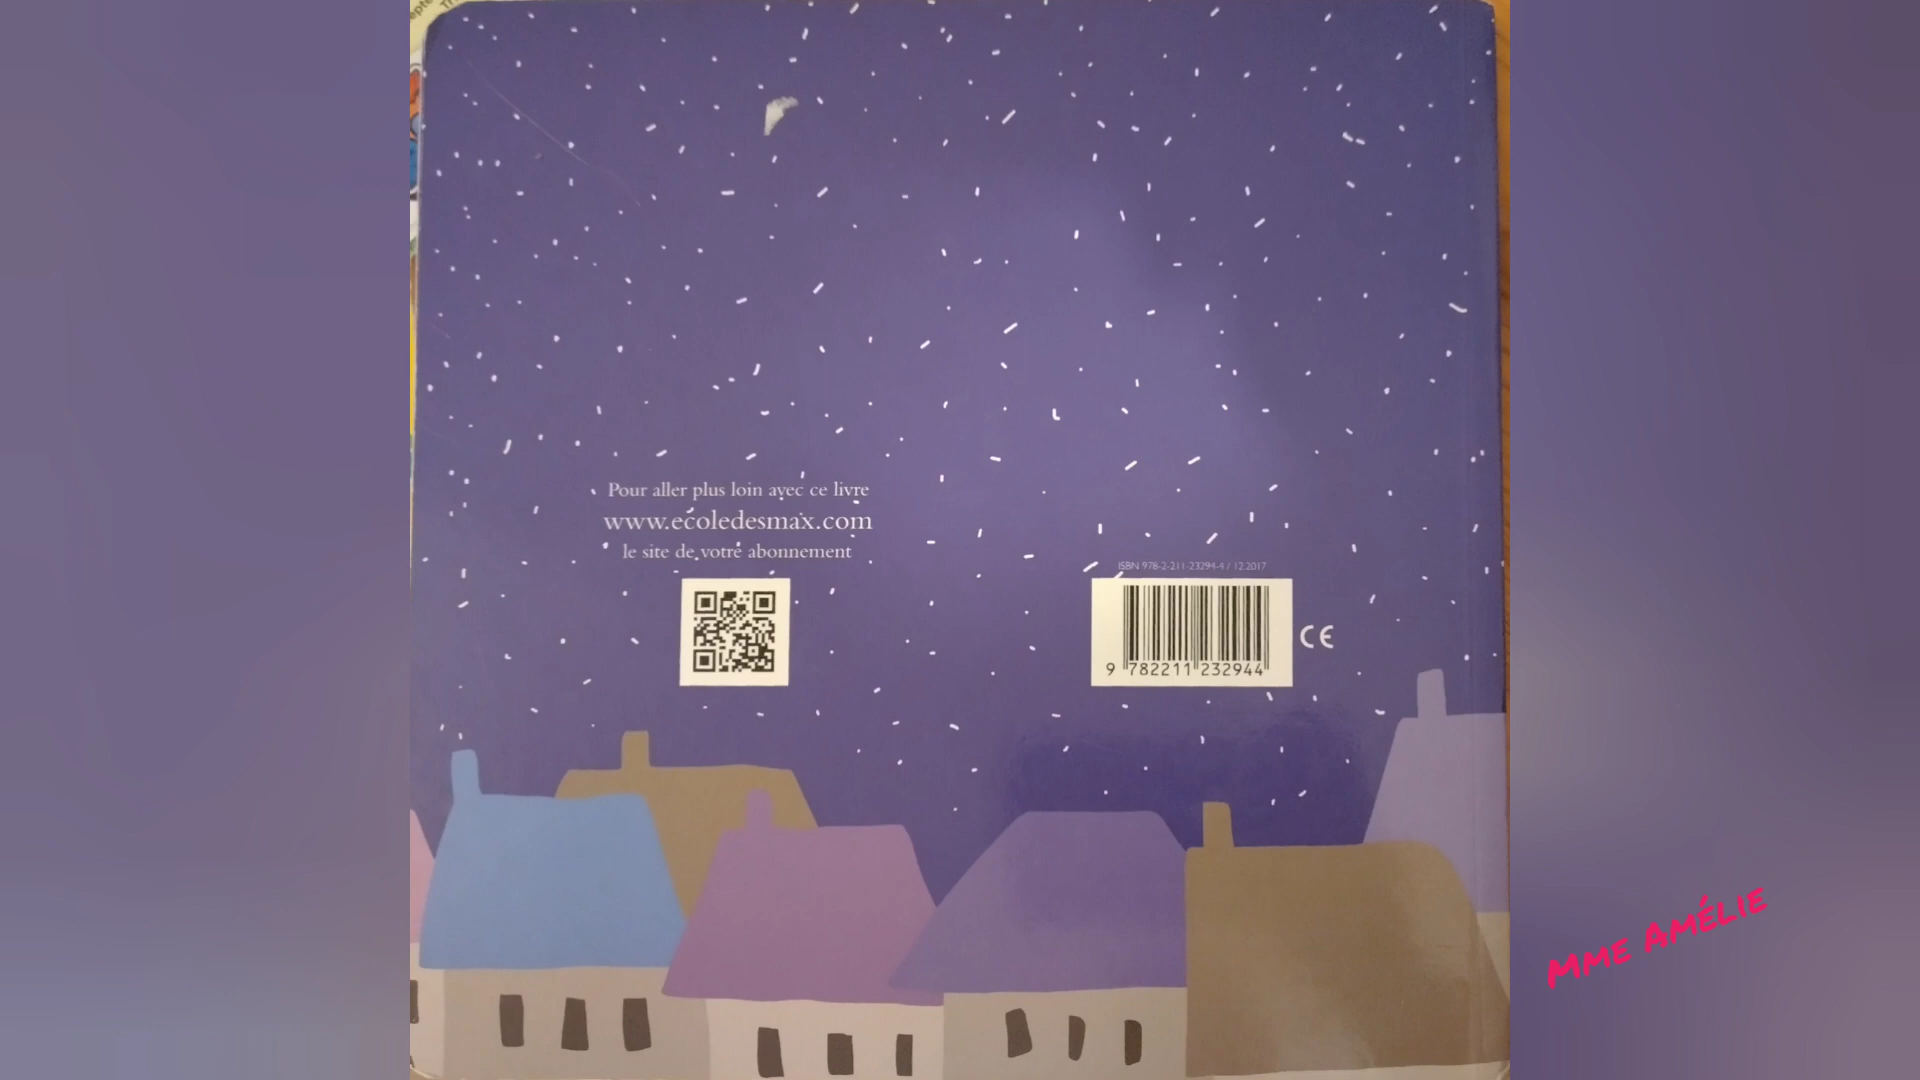 Pour aller plus loin avec ce livre
www.ecoledesmax.com
le site de votre abonnement
ISBN 978-2-211-23294-4 / 12.2017
9 782211 232944
CE
MME AMÉLIE